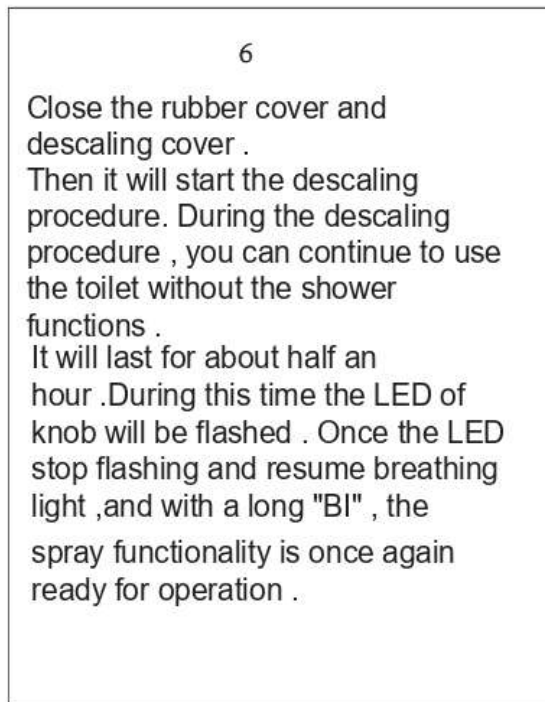 6
Close the rubber cover and
descaling cover .
Then it will start the descaling
procedure. During the descaling
procedure , you can continue to use
the toilet without the shower
functions .
It will last for about half an
hour .During this time the LED of
knob will be flashed . Once the LED
stop flashing and resume breathing
light ,and with a long "BI" , the
spray functionality is once again
ready for operation .